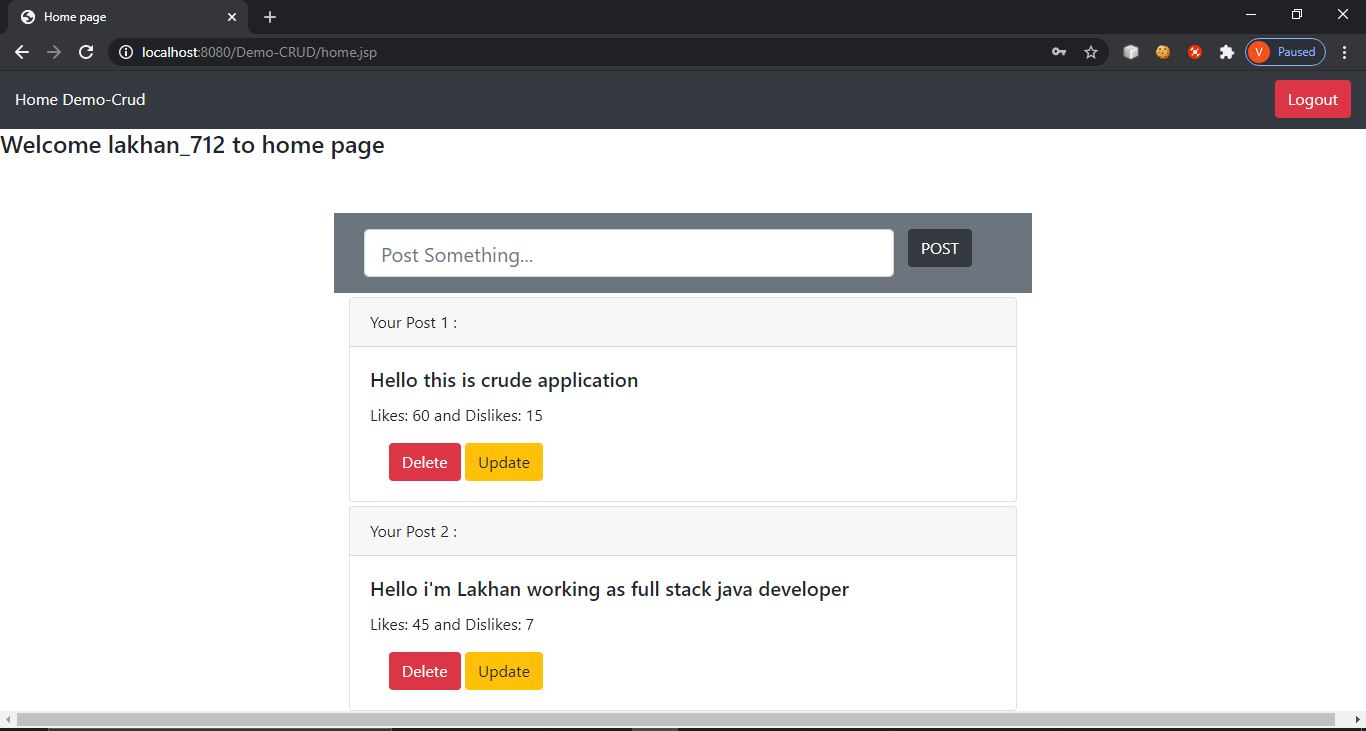 Home page
localhost:8080/Demo-CRUD/home.jsp
V Paused
Home Demo-Crud
Logout
Welcome lakhan_712 to home page
Post Something...
POST
Your Post 1 :
Hello this is crude application
Likes: 60 and Dislikes: 15
Delete Update
Your Post 2 :
Hello i'm Lakhan working as full stack java developer
Likes: 45 and Dislikes: 7
Delete Update